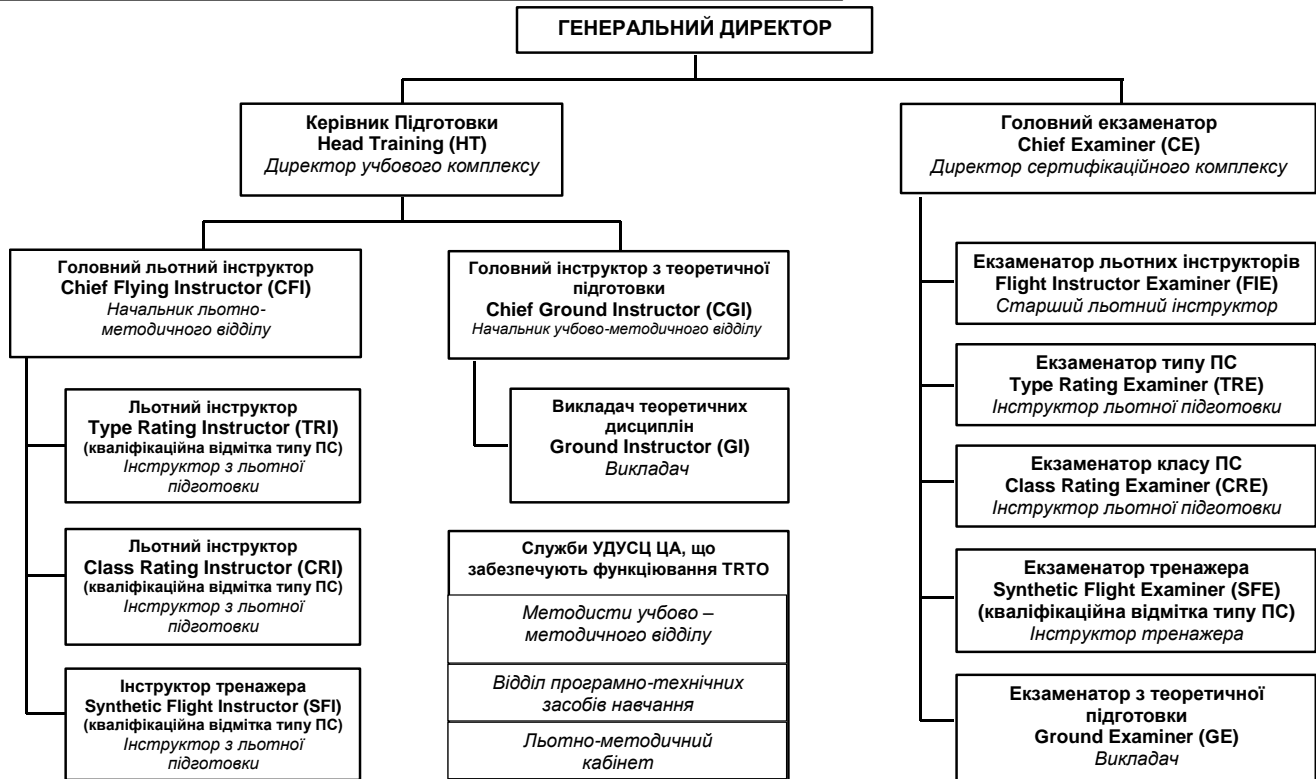 ГЕНЕРАЛЬНИЙ ДИРЕКТОР
Керівник Підготовки
Head Training (HT)
Директор учбового комплексу
Головний екзаменатор
Chief Examiner (CE)
Директор сертифікаційного комплексу
Головний льотний інструктор
Chief Flying Instructor (CFI)
Начальник льотно-
методичного відділу
Головний інструктор з теоретичної
підготовки
Chief Ground Instructor (CGI)
Начальник учбово-методичного відділу
Льотний інструктор
Type Rating Instructor (TRI)
(кваліфікаційна відмітка типу ПС)
Інструктор з льотної
підготовки
Льотний інструктор
Class Rating Instructor (CRI)
(кваліфікаційна відмітка типу ПС)
Інструктор з льотної
підготовки
Інструктор тренажера
Synthetic Flight Instructor (SFI)
(кваліфікаційна відмітка типу ПС)
Інструктор з льотної
підготовки
Викладач теоретичних
дисциплін
Ground Instructor (GI)
Викладач
Служби УДУСЦ ЦА, що
забезпечують функціювання TRTO
Методисти учбово –
методичного відділу
Відділ програмно-технічних
засобів навчання
Льотно-методичний
кабінет
Екзаменатор льотних інструкторів
Flight Instructor Examiner (FIE)
Старший льотний інструктор
Екзаменатор типу ПС
Type Rating Examiner (TRE)
Інструктор льотної підготовки
Екзаменатор класу ПС
Class Rating Examiner (CRE)
Інструктор льотної підготовки
Екзаменатор тренажера
Synthetic Flight Examiner (SFE)
(кваліфікаційна відмітка типу ПС)
Інструктор тренажера
Екзаменатор з теоретичної
підготовки
Ground Examiner (GE)
Викладач